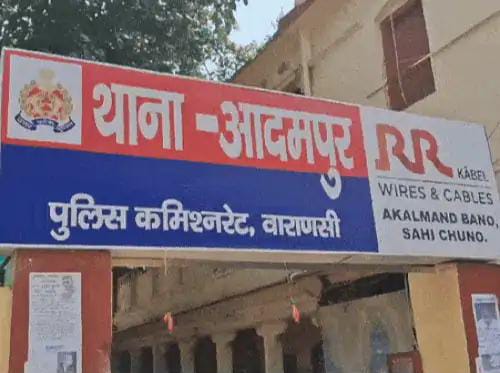 थाना - आदमपुर
पुलिस कमिश्नरेट, वाराणसी
RR
KABEL
WIRES & CABLES
AKALMAND BANO,
SAHI CHUNO.